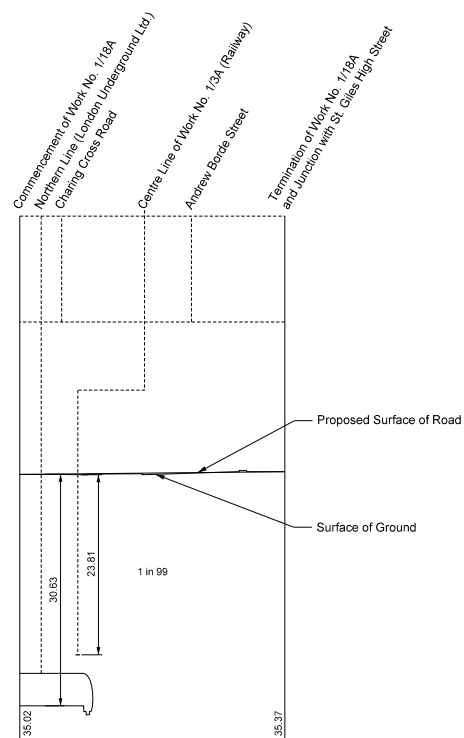 Commencement of Work No. 1/18A
Northern Line (London Underground Ltd.)
Charing Cross Road
Centre Line of Work No. 1/3A (Railway)
Andrew Borde Street
Termination of Work No. 1/18A
and Junction with St. Giles High Street
Proposed Surface of Road
Surface of Ground
23.81
1 in 99
30.63
35.02
35.37